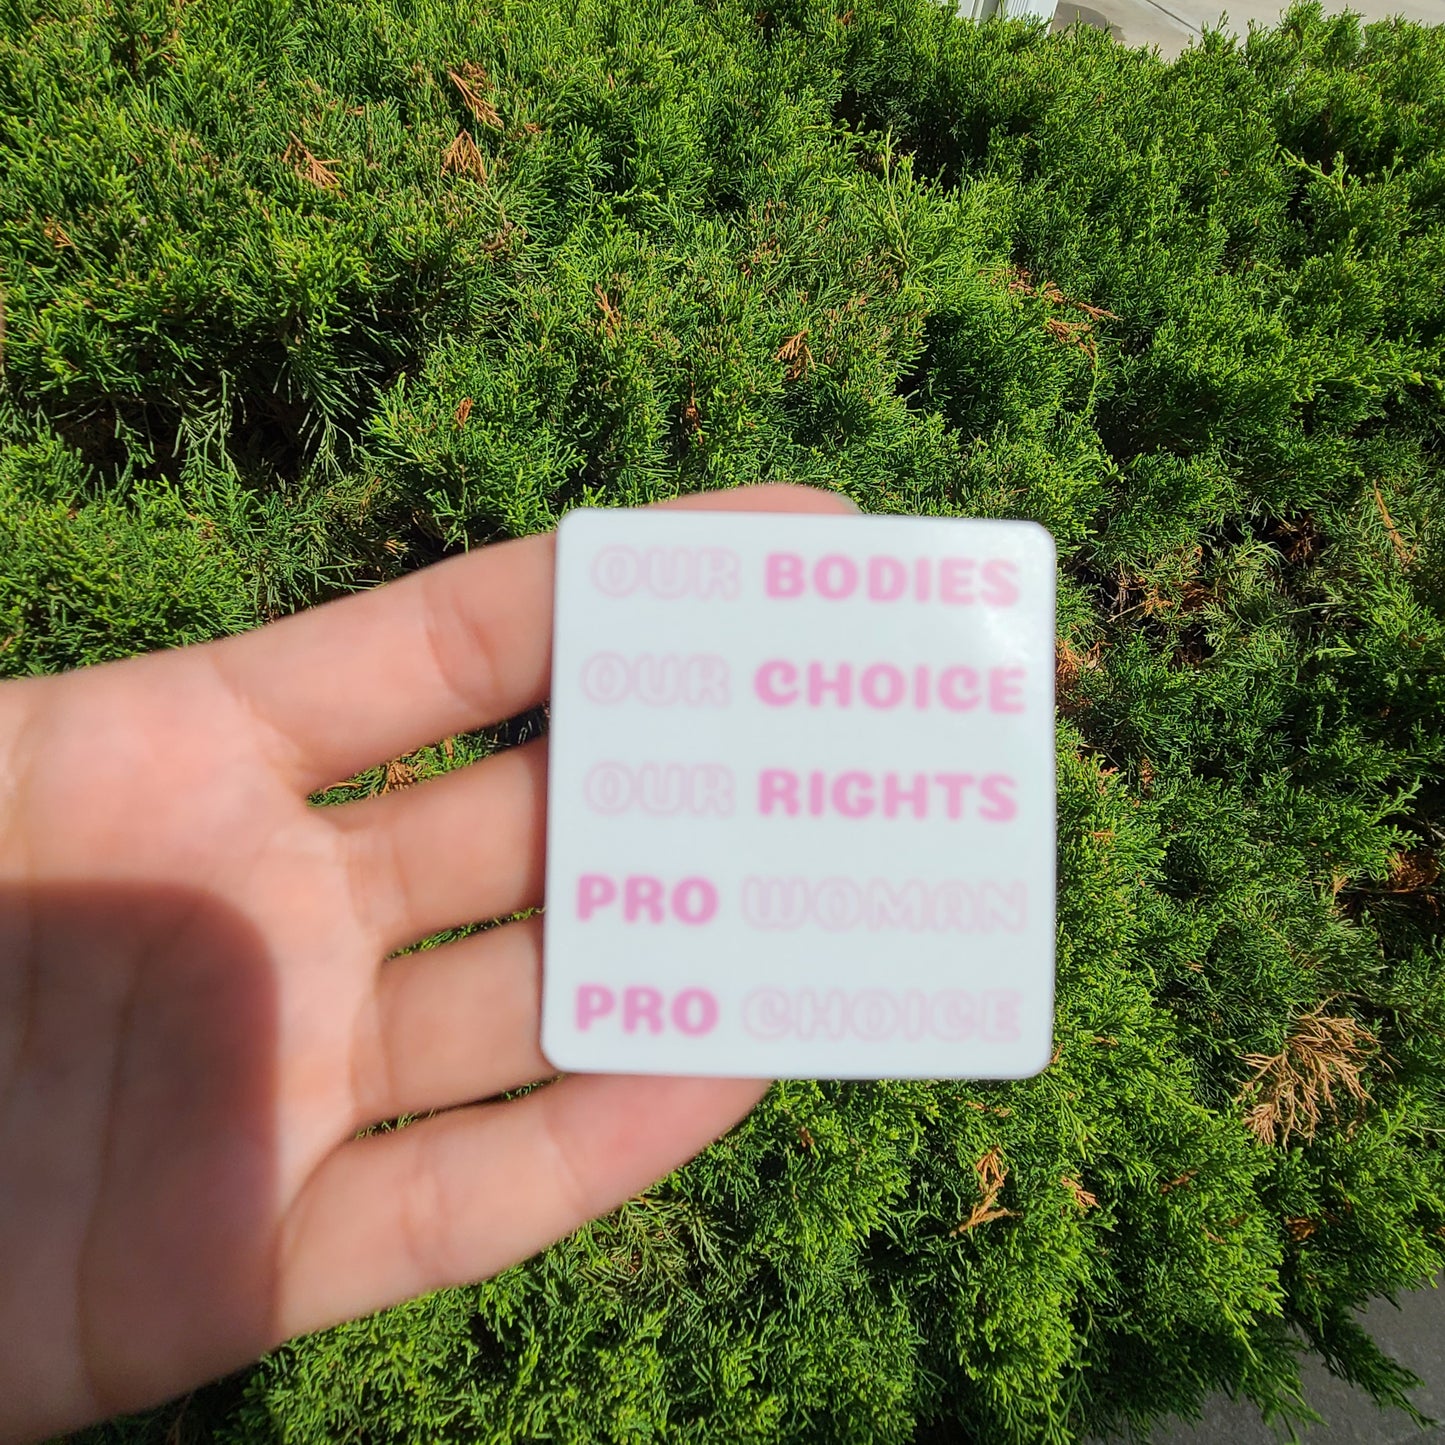 OUR BODIES
OUR CHOICE
OUR RIGHTS
PRO WOMAN
PRO CHOICE